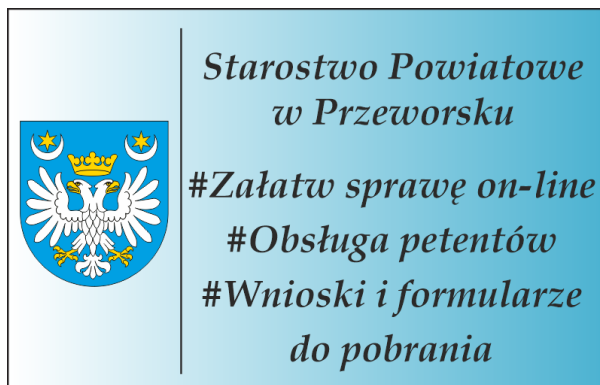 Starostwo Powiatowe
w Przeworsku
#Załatw sprawę on-line
#Obsługa petentów
#Wnioski i formularze
do pobrania